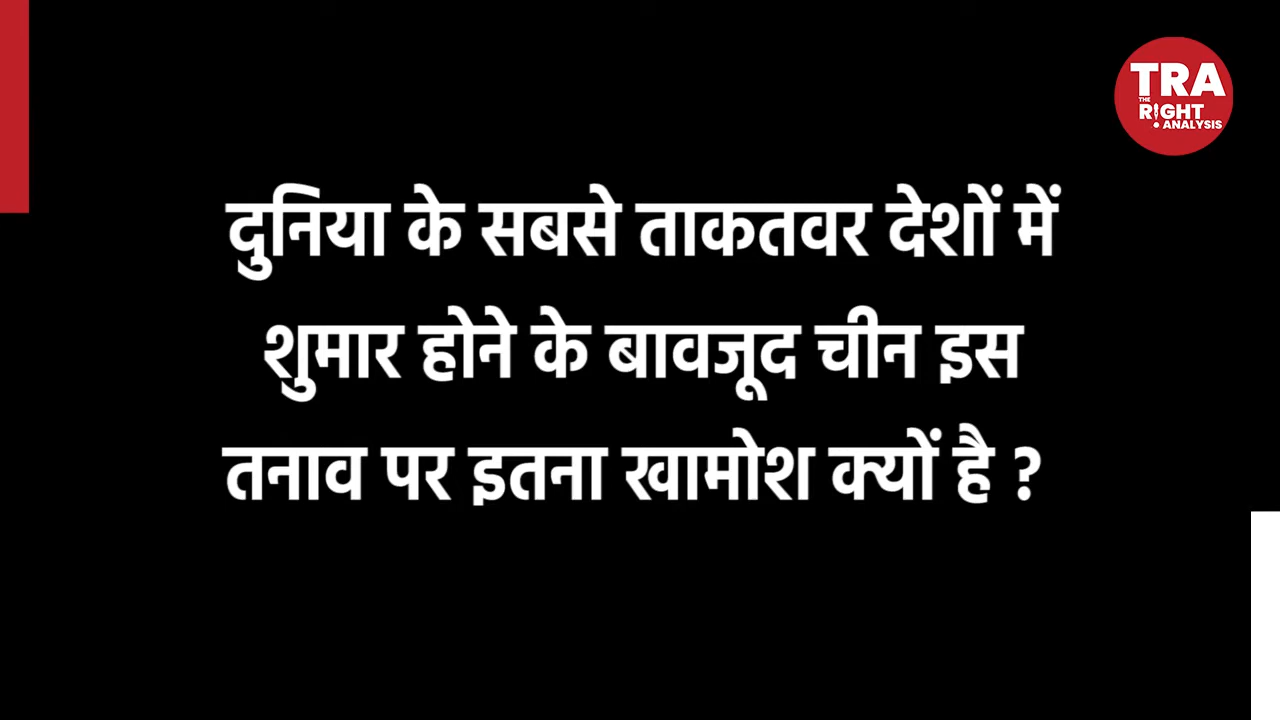 TRA
THE
RIGHT
ANALYSIS
दुनिया के सबसे ताकतवर देशों में
शुमार होने के बावजूद चीन इस
तनाव पर इतना खामोश क्यों है ?